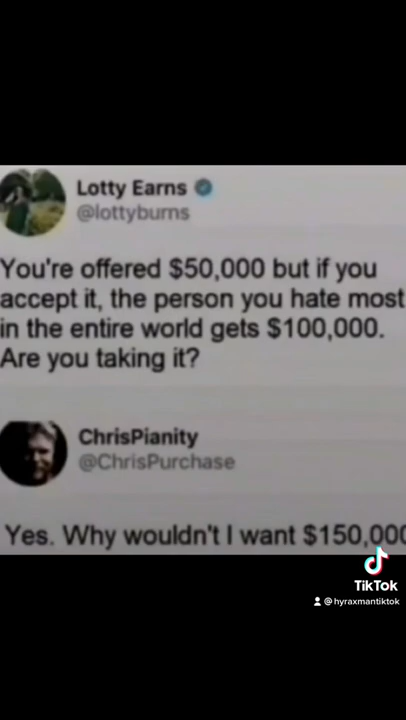 Lotty Earns
@lottyburns
You're offered $50,000 but if you
accept it, the person you hate most
in the entire world gets $100,000.
Are you taking it?
ChrisPianity
@ChrisPurchase
Yes. Why wouldn't I want $150,000
TikTok
@hyraxmantiktok